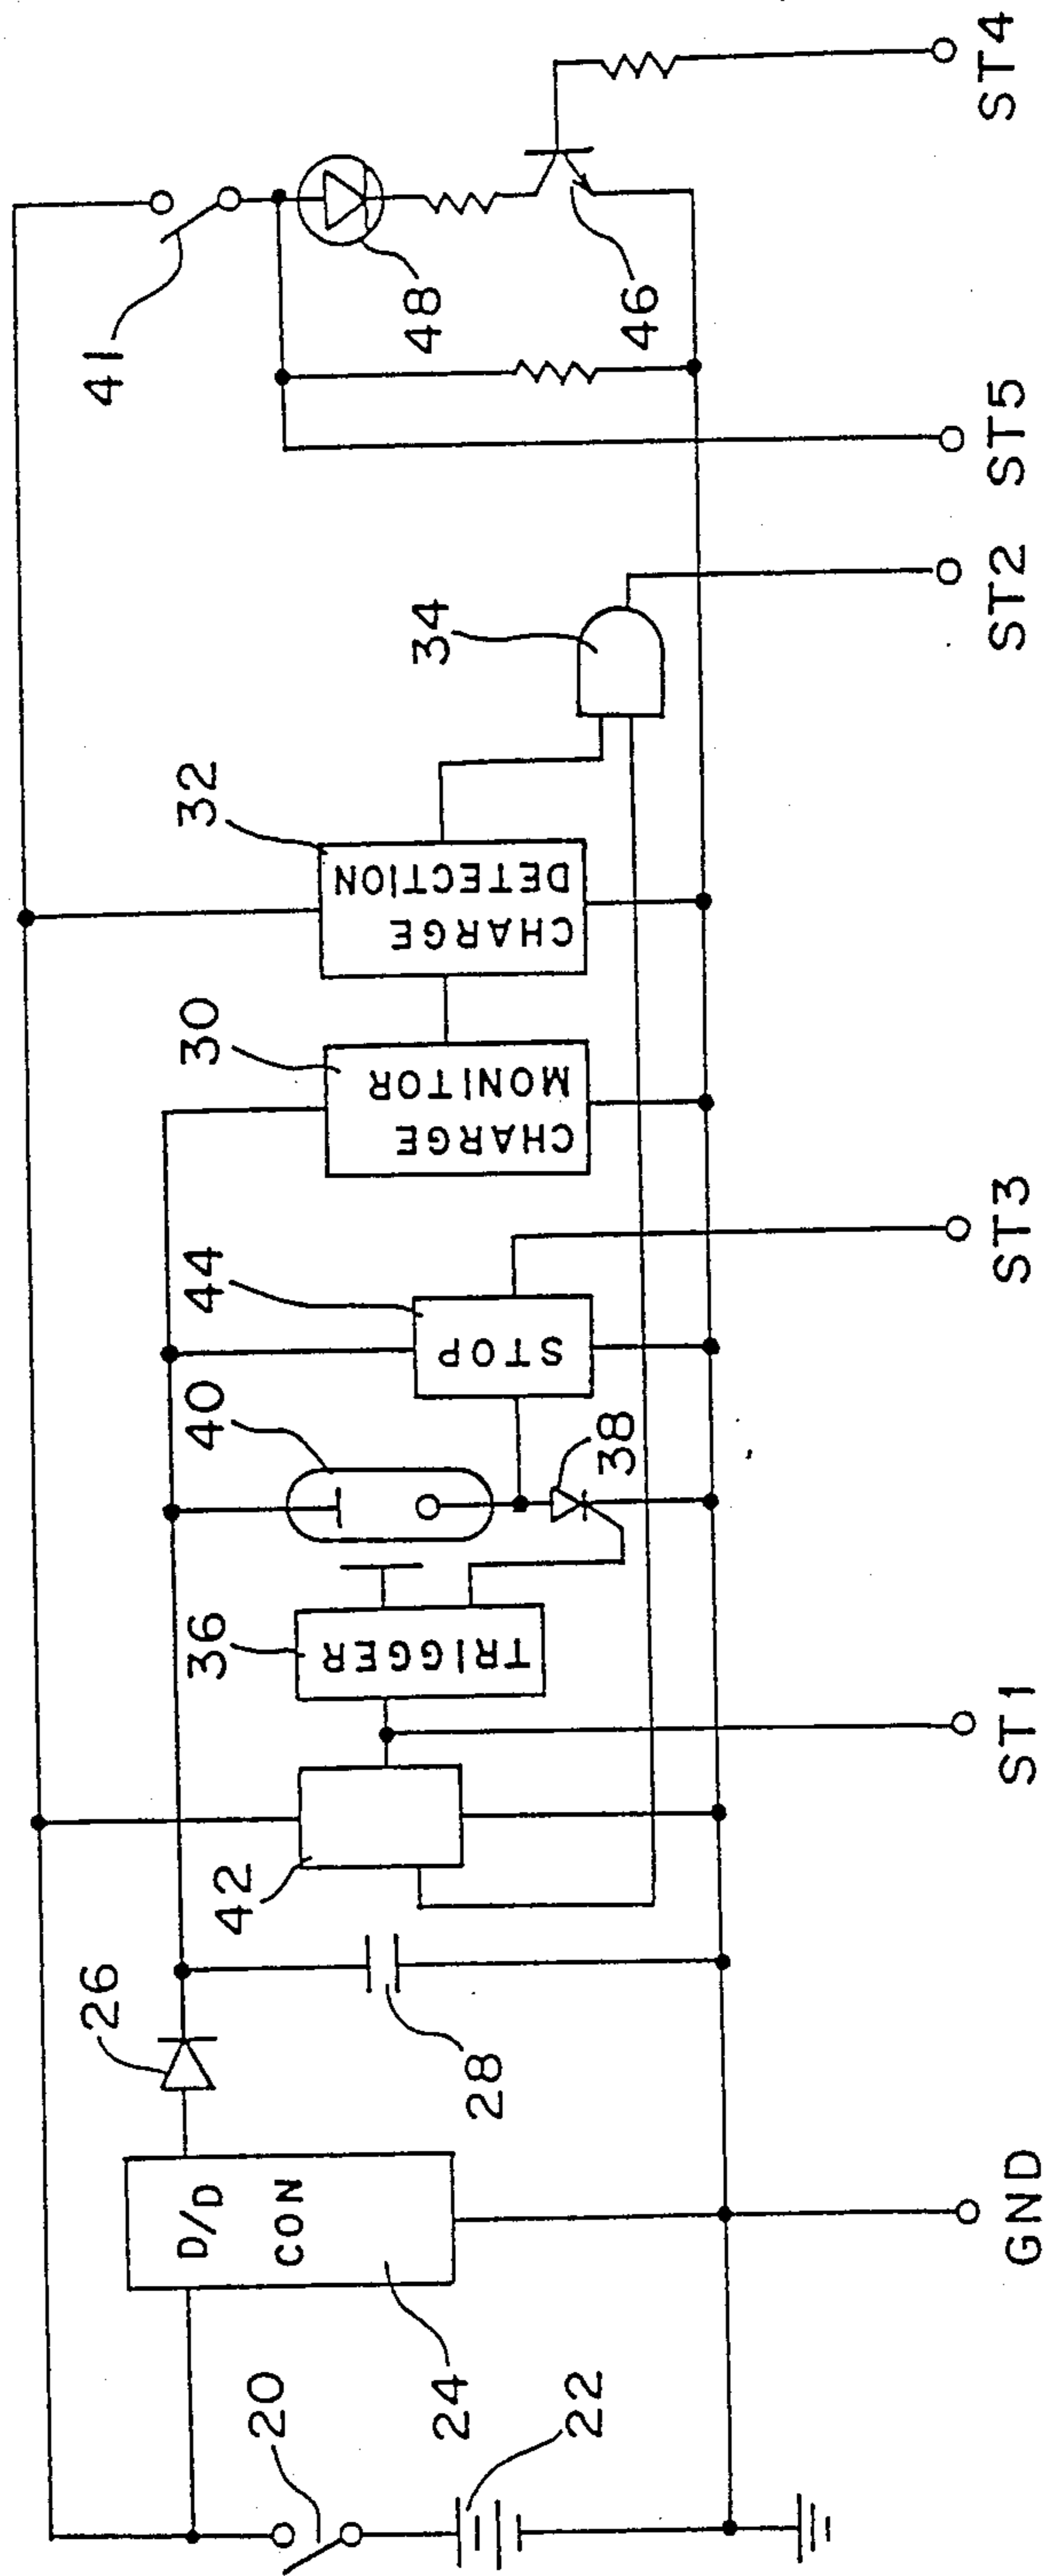 20
22
24
D/D
CON
26
28
42
36
TRIGGER
40
38
44
STOP
30
CHARGE
MONITOR
32
CHARGE
DETECTION
34
41
48
46
GND
ST1
ST3
ST2
ST5
ST4